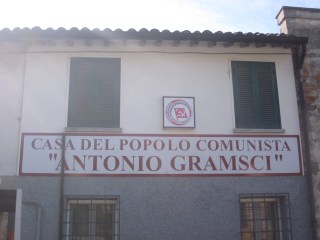 CASA DEL POPOLO COMUNISTA
"ANTONIO GRAMSCI"